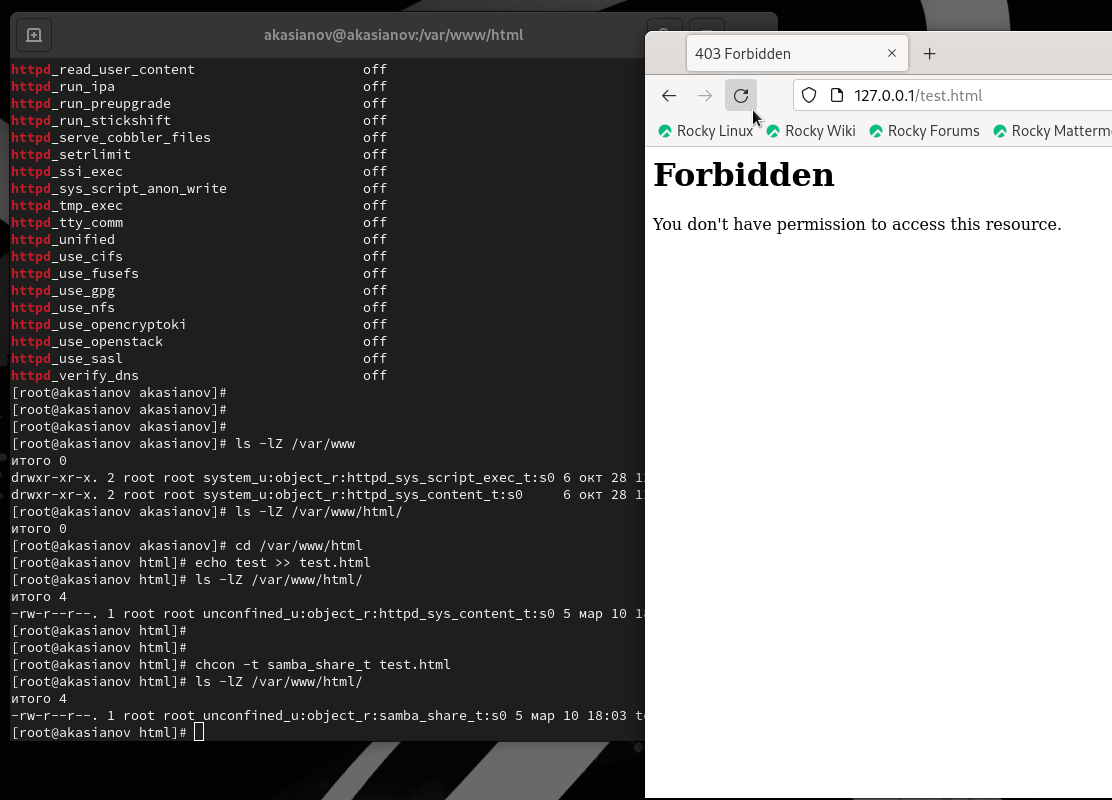 akasianov@akasianov:/var/www/html
httpd_read_user_content off
httpd_run_ipa off
httpd_run_preupgrade off
httpd_run_stickshift off
httpd_serve_cobbler_files off
httpd_setrlimit off
httpd_ssi_exec off
httpd_sys_script_anon_write off
httpd_tmp_exec off
httpd_tty_comm off
httpd_unified off
httpd_use_cifs off
httpd_use_fusefs off
httpd_use_gpg off
httpd_use_nfs off
httpd_use_opencryptoki off
httpd_use_openstack off
httpd_use_sasl off
httpd_verify_dns off
[root@akasianov akasianov]#
[root@akasianov akasianov]#
[root@akasianov akasianov]#
[root@akasianov akasianov]# ls -lZ /var/www
итого 0
drwxr-xr-x. 2 root root system_u:object_r:httpd_sys_script_exec_t:s0 6 окт 28
drwxr-xr-x. 2 root root system_u:object_r:httpd_sys_content_t:s0 6 окт 28
[root@akasianov akasianov]# ls -lZ /var/www/html/
итого 0
[root@akasianov akasianov]# cd /var/www/html
[root@akasianov html]# echo test >> test.html
[root@akasianov html]# ls -lZ /var/www/html/
итого 4
-rw-r--r--. 1 root root unconfined_u:object_r:httpd_sys_content_t:s0 5 мар 10
[root@akasianov html]#
[root@akasianov html]#
[root@akasianov html]# chcon -t samba_share_t test.html
[root@akasianov html]# ls -lZ /var/www/html/
итого 4
-rw-r--r--. 1 root root unconfined_u:object_r:samba_share_t:s0 5 мар 10 18:03
[root@akasianov html]#
403 Forbidden
127.0.0.1/test.html
Rocky Linux Rocky Wiki Rocky Forums Rocky Matterm
Forbidden
You don't have permission to access this resource.